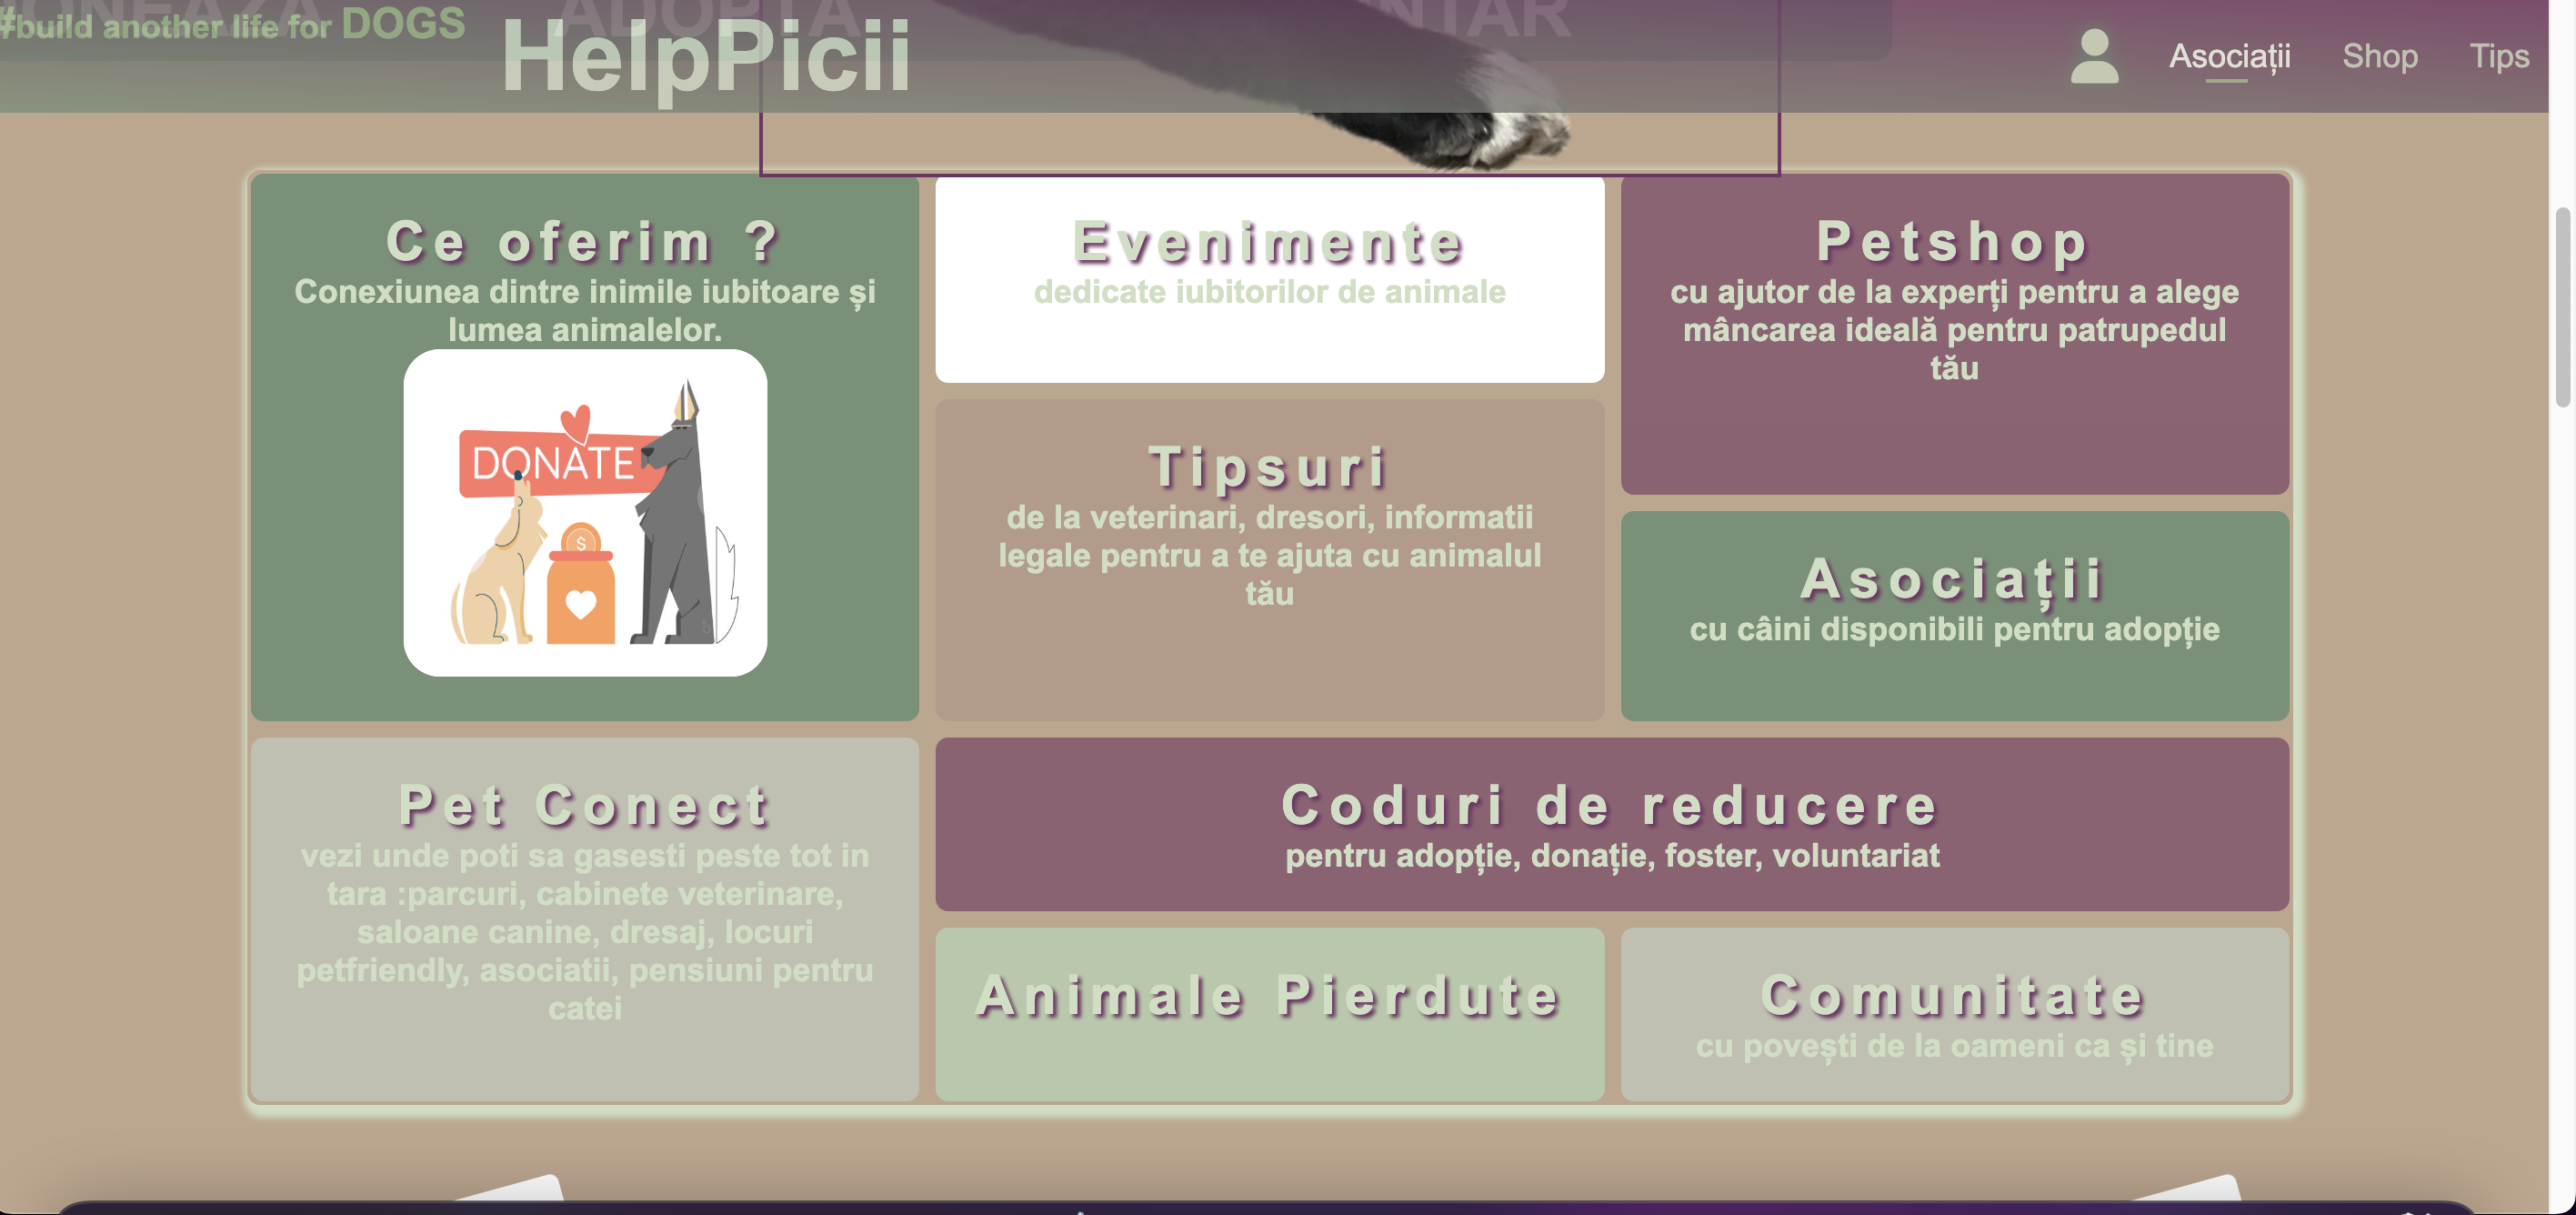 #build another life for DOGS
ADOPTA
HelpPicii
Asociații
Shop
Tips
Ce oferim ?
Conexiunea dintre inimile iubitoare și
lumea animalelor.
DONATE
$
Evenimente
dedicate iubitorilor de animale
Petshop
cu ajutor de la experți pentru a alege
mâncarea ideală pentru patrupedul
tău
Tipsuri
de la veterinari, dresori, informatii
legale pentru a te ajuta cu animalul
tău
Asociații
cu câini disponibili pentru adopție
Pet Conect
vezi unde poti sa gasesti peste tot in
tara :parcuri, cabinete veterinare,
saloane canine, dresaj, locuri
petfriendly, asociatii, pensiuni pentru
catei
Coduri de reducere
pentru adopție, donație, foster, voluntariat
Animale Pierdute
Comunitate
cu povești de la oameni ca și tine